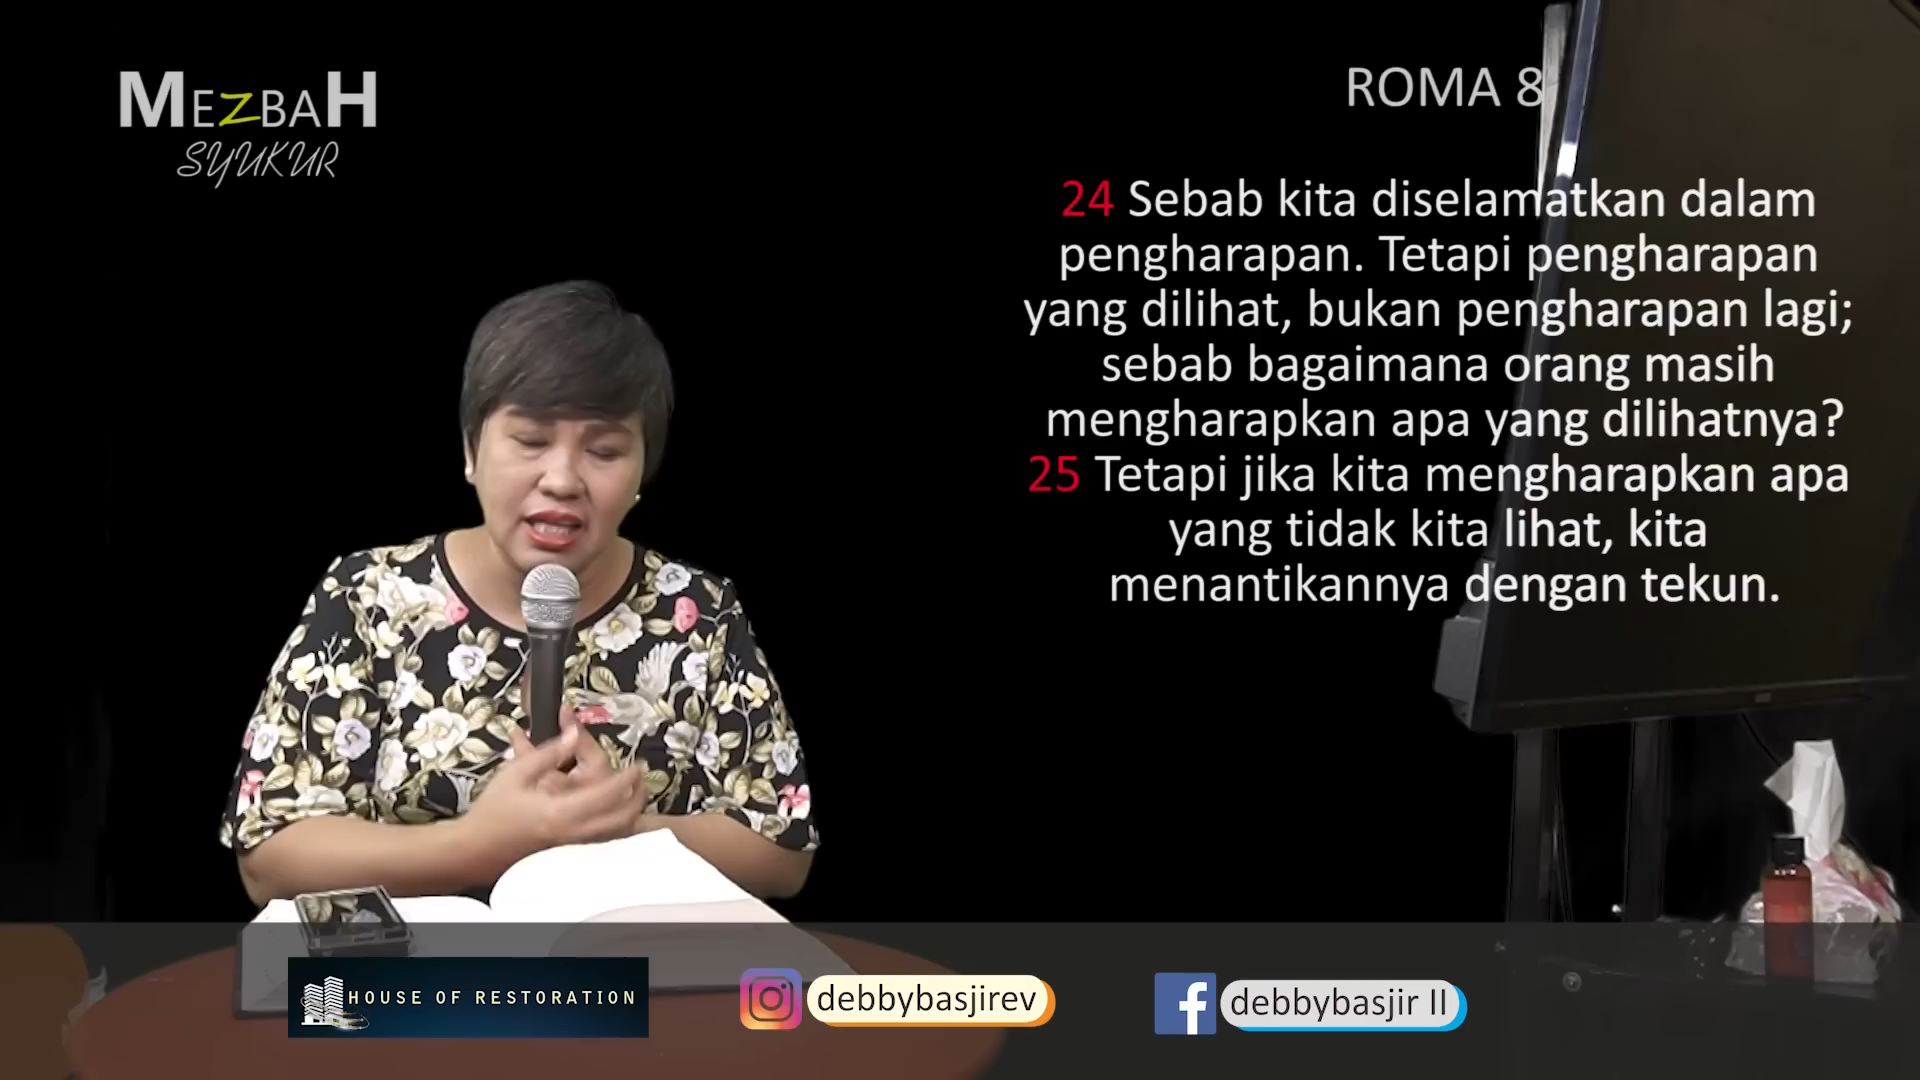 MEZBAH
SYUKUR
ROMA 8
24 Sebab kita diselamatkan dalam
pengharapan. Tetapi pengharapan
yang dilihat, bukan pengharapan lagi;
sebab bagaimana orang masih
mengharapkan apa yang dilihatnya?
25 Tetapi jika kita mengharapkan apa
yang tidak kita lihat, kita
menantikannya dengan tekun.
HOUSE OF RESTORATION
debbybasjirev
debbybasjir II